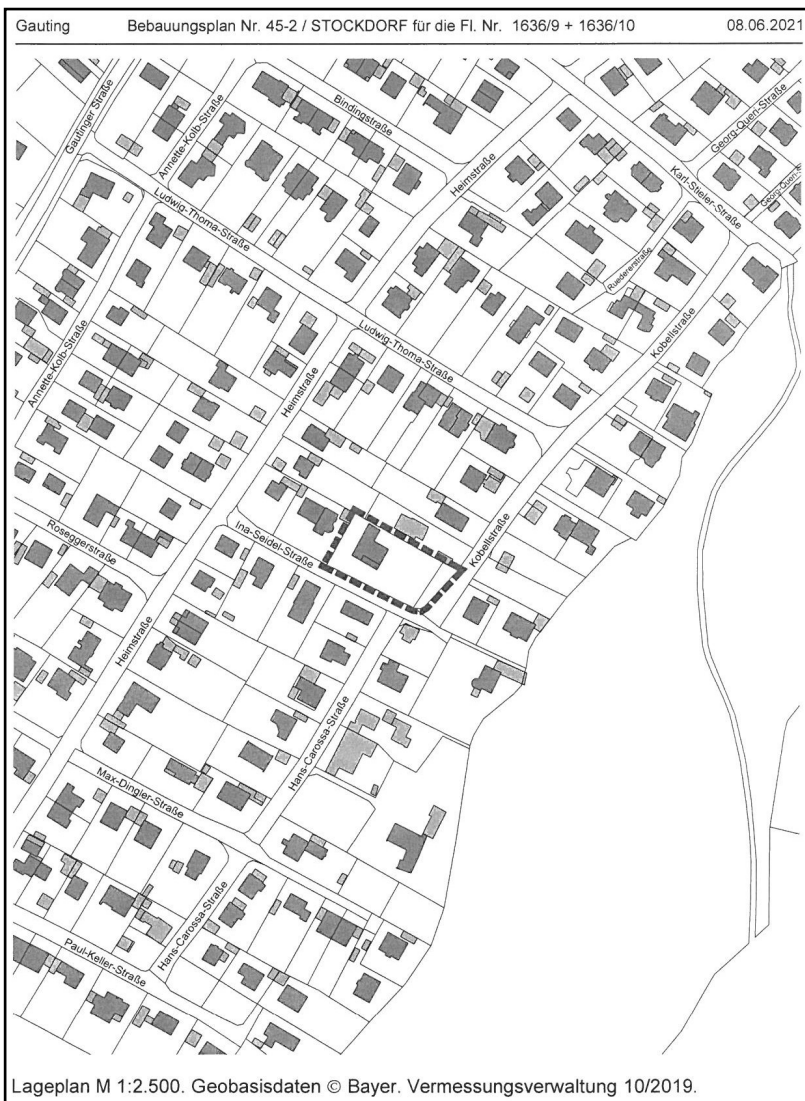 Gauting Bebauungsplan Nr. 45-2 / STOCKDORF für die Fl. Nr. 1636/9 + 1636/10 08.06.2021
Gautinger Straße
Annette-Kolb-Straße
Bindingstraße
Heimstraße
Georg-Queri-Straße
Karl-Stieler-Straße
Ludwig-Thoma-Straße
Ruedererstraße
Kobellstraße
Annette-Kolb-Straße
Heimstraße
Ludwig-Thoma-Straße
Roseggerstraße
Ina-Seidel-Straße
Kobellstraße
Heimstraße
Hans-Carossa-Straße
Max-Dingler-Straße
Hans-Carossa-Straße
Paul-Keller-Straße
Lageplan M 1:2.500. Geobasisdaten © Bayer. Vermessungsverwaltung 10/2019.